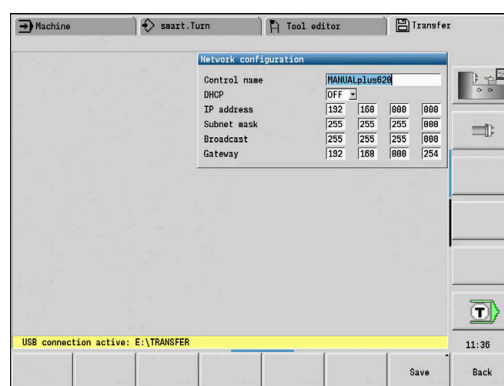 Machine smart.Turn Tool editor Transfer
Network configuration
Control name MANUALplus620
DHCP OFF
IP address 192 168 000 000
Subnet mask 255 255 255 000
Broadcast 255 255 255 000
Gateway 192 168 000 254
T
USB connection active: E:\TRANSFER
11:36
Save Back